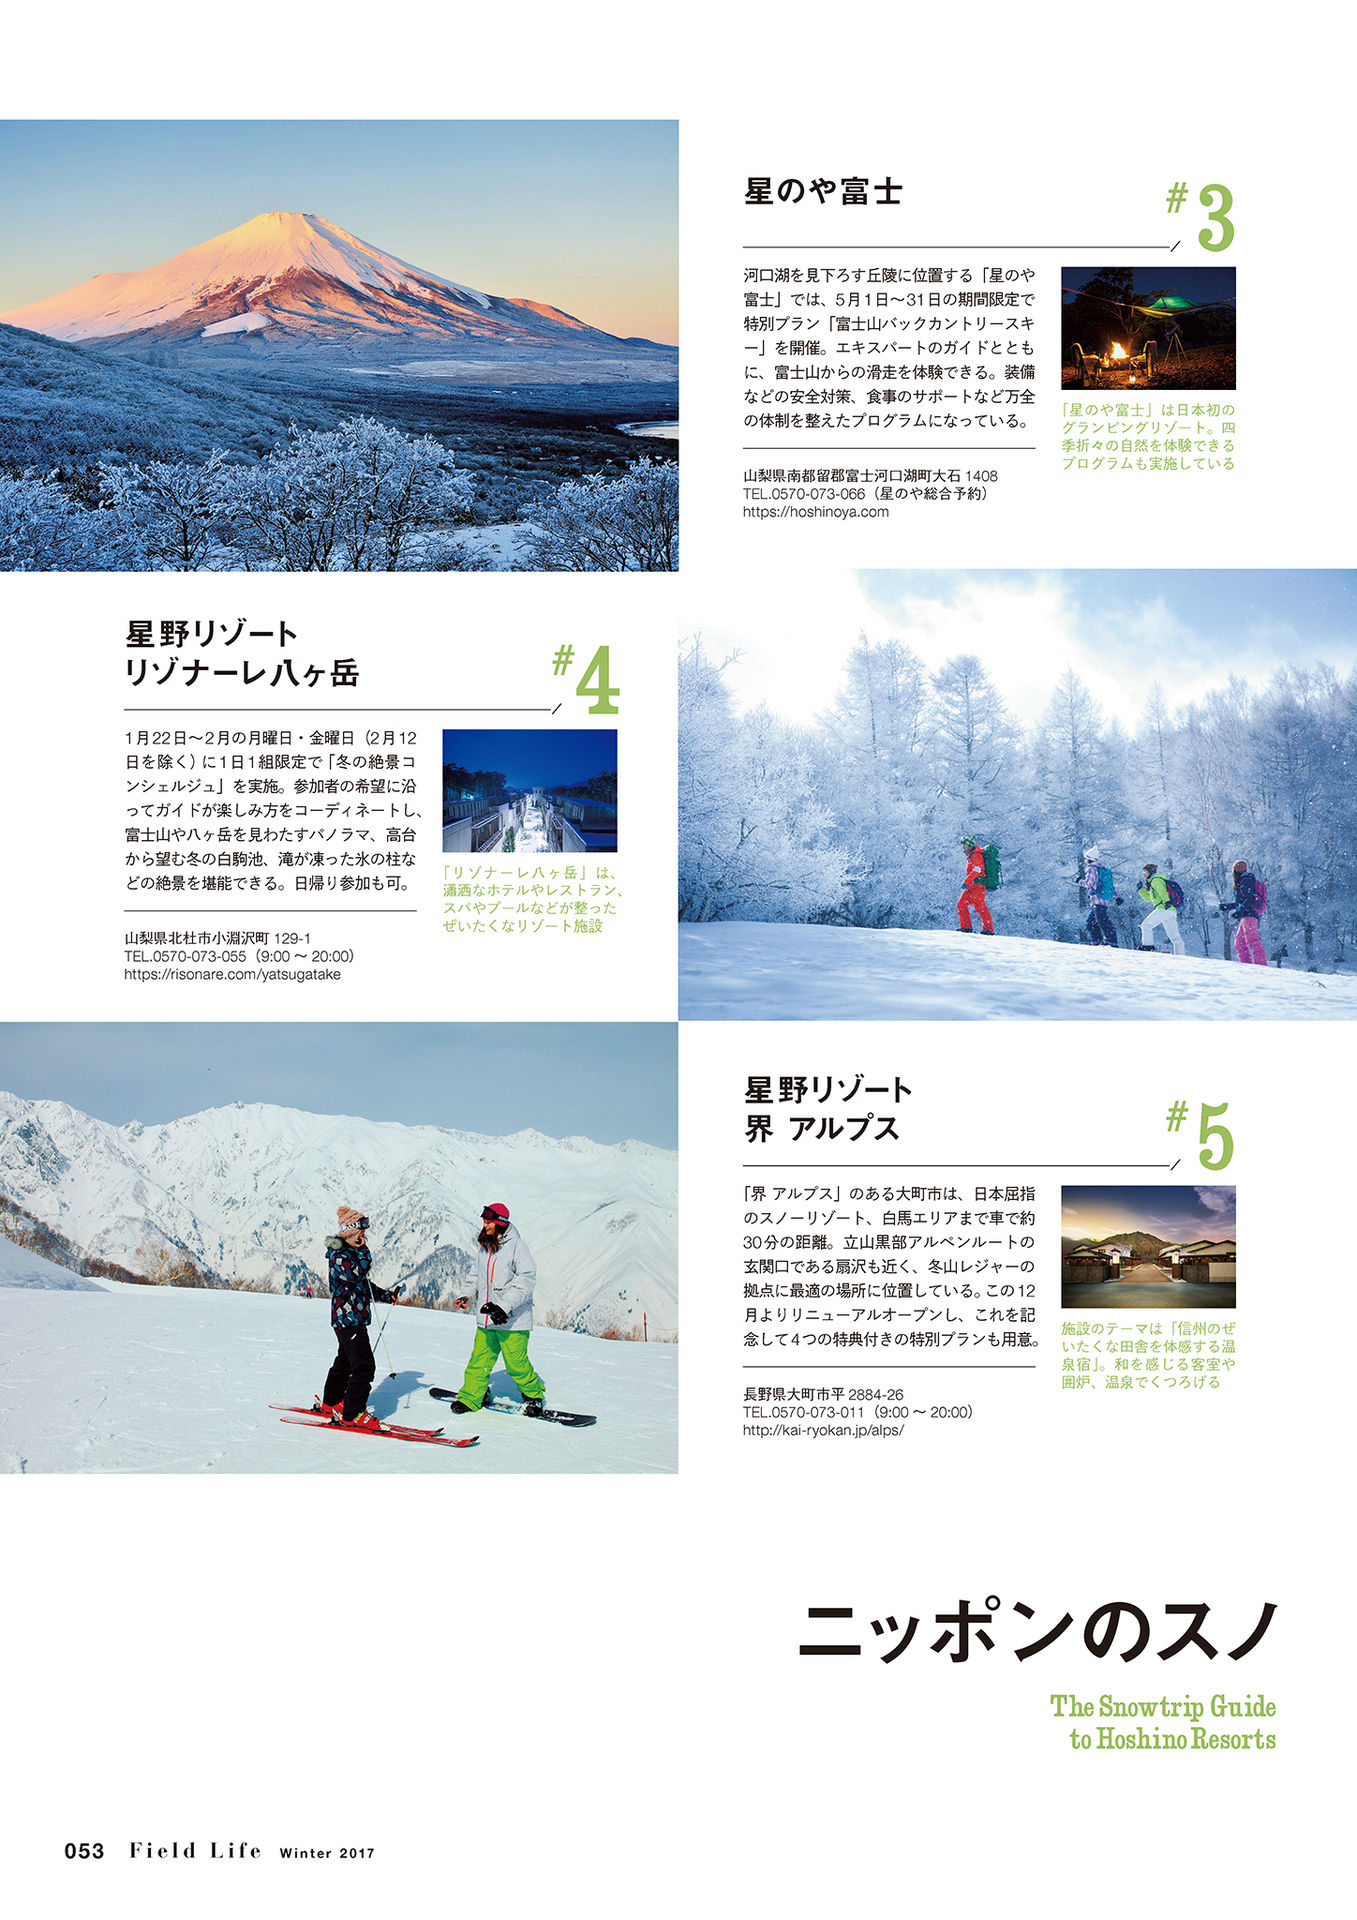 星のや富士
#3
河口湖を見下ろす丘陵に位置する「星のや
富士」では、5月1日〜31日の期間限定で
特別プラン「富士山バックカントリースキ
ー」を開催。エキスパートのガイドととも
に、富士山からの滑走を体験できる。装備
などの安全対策、食事のサポートなど万全
の体制を整えたプログラムになっている。
山梨県南都留郡富士河口湖町大石 1408
TEL.0570-073-066（星のや総合予約）
https://hoshinoya.com
「星のや富士」は日本初の
グランピングリゾート。四
季折々の自然を体験できる
プログラムも実施している
星野リゾート
リゾナーレ八ヶ岳
#4
1月22日〜2月の月曜日・金曜日（2月12
日を除く）に1日1組限定で「冬の絶景コ
ンシェルジュ」を実施。参加者の希望に沿
ってガイドが楽しみ方をコーディネートし、
富士山や八ヶ岳を見わたすパノラマ、高台
から望む冬の白駒池、滝が凍った氷の柱な
どの絶景を堪能できる。日帰り参加も可。
山梨県北杜市小淵沢町 129-1
TEL.0570-073-055（9:00 〜 20:00）
https://risonare.com/yatsugatake
「リゾナーレ八ヶ岳」は、
瀟洒なホテルやレストラン、
スパやプールなどが整った
ぜいたくなリゾート施設
星野リゾート
界 アルプス
#5
「界 アルプス」のある大町市は、日本屈指
のスノーリゾート、白馬エリアまで車で約
30分の距離。立山黒部アルペンルートの
玄関口である扇沢も近く、冬山レジャーの
拠点に最適の場所に位置している。この12
月よりリニューアルオープンし、これを記
念して4つの特典付きの特別プランも用意。
長野県大町市平 2884-26
TEL.0570-073-011（9:00 〜 20:00）
http://kai-ryokan.jp/alps/
施設のテーマは「信州のぜ
いたくな田舎を体感する温
泉宿」。和を感じる客室や
囲炉、温泉でくつろげる
ニッポンのスノ
The Snowtrip Guide
to Hoshino Resorts
053 Field Life Winter 2017